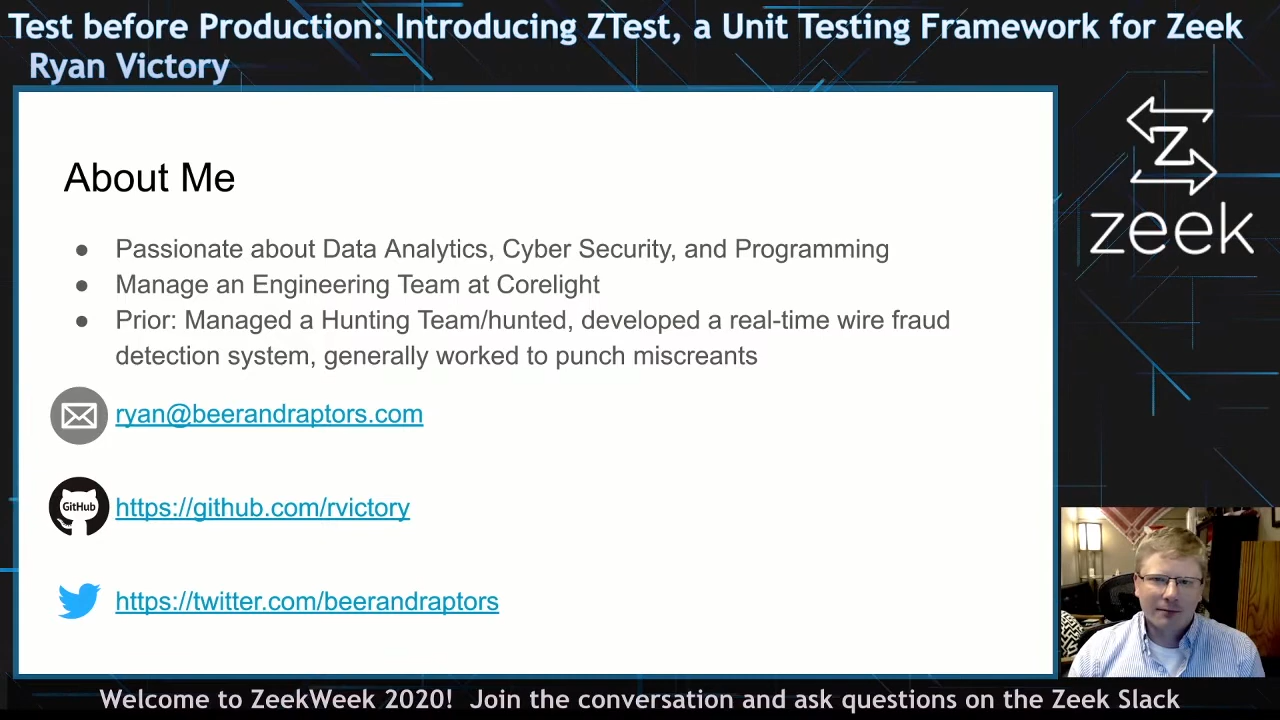 Test before Production: Introducing ZTest, a Unit Testing Framework for Zeek
Ryan Victory
zeek
About Me
● Passionate about Data Analytics, Cyber Security, and Programming
● Manage an Engineering Team at Corelight
● Prior: Managed a Hunting Team/hunted, developed a real-time wire fraud
detection system, generally worked to punch miscreants
ryan@beerandraptors.com
GitHub
https://github.com/rvictory
https://twitter.com/beerandraptors
Welcome to ZeekWeek 2020! Join the conversation and ask questions on the Zeek Slack